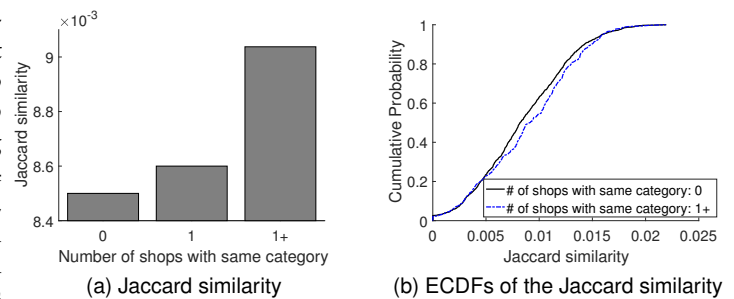 ×10⁻³
9
8.8
8.6
8.4
Jaccard similarity
0 1 1+
Number of shops with same category
(a) Jaccard similarity
1
0.8
0.6
0.4
0.2
0
Cumulative Probability
# of shops with same category: 0
# of shops with same category: 1+
0 0.005 0.01 0.015 0.02 0.025
Jaccard similarity
(b) ECDFs of the Jaccard similarity